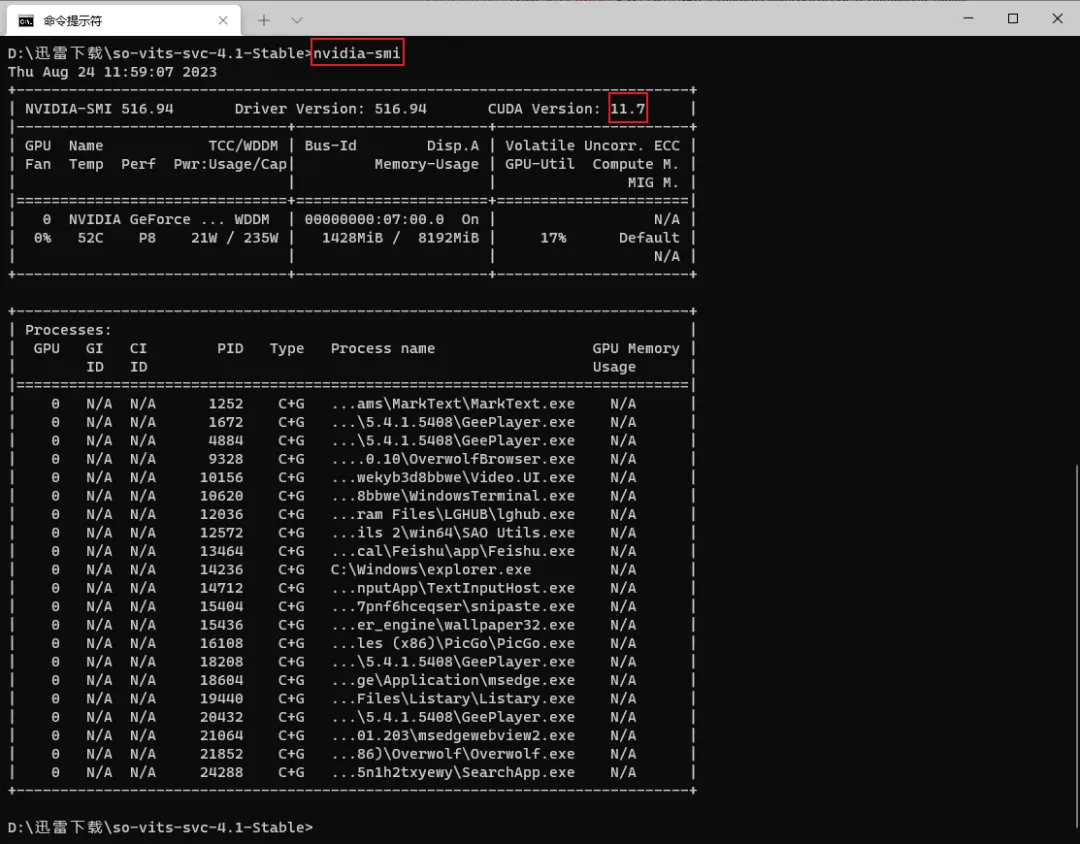 命令提示符
D:\迅雷下载\so-vits-svc-4.1-Stable>nvidia-smi
Thu Aug 24 11:59:07 2023
+-----------------------------------------------------------------------------+
| NVIDIA-SMI 516.94       Driver Version: 516.94       CUDA Version: 11.7     |
|-------------------------------+----------------------+----------------------+
| GPU  Name            TCC/WDDM | Bus-Id        Disp.A | Volatile Uncorr. ECC |
| Fan  Temp  Perf  Pwr:Usage/Cap|         Memory-Usage | GPU-Util  Compute M. |
|                               |                      |               MIG M. |
|===============================+======================+======================|
|   0  NVIDIA GeForce ... WDDM  | 00000000:07:00.0  On |                  N/A |
|  0%   52C    P8    21W / 235W |   1428MiB /  8192MiB |     17%      Default |
|                               |                      |                  N/A |
+-------------------------------+----------------------+----------------------+
+-----------------------------------------------------------------------------+
| Processes:                                                                  |
|  GPU   GI   CI        PID   Type   Process name                  GPU Memory |
|        ID   ID                                                   Usage      |
|=============================================================================|
|    0   N/A  N/A      1252    C+G   ...ams\MarkText\MarkText.exe    N/A      |
|    0   N/A  N/A      1672    C+G   ...\5.4.1.5408\GeePlayer.exe    N/A      |
|    0   N/A  N/A      4884    C+G   ...\5.4.1.5408\GeePlayer.exe    N/A      |
|    0   N/A  N/A      9328    C+G   ....0.10\OverwolfBrowser.exe    N/A      |
|    0   N/A  N/A     10156    C+G   ...wekyb3d8bbwe\Video.UI.exe    N/A      |
|    0   N/A  N/A     10620    C+G   ...8bbwe\WindowsTerminal.exe    N/A      |
|    0   N/A  N/A     12036    C+G   ...ram Files\LGHUB\lghub.exe    N/A      |
|    0   N/A  N/A     12572    C+G   ...ils 2\win64\SAO Utils.exe    N/A      |
|    0   N/A  N/A     13464    C+G   ...cal\Feishu\app\Feishu.exe    N/A      |
|    0   N/A  N/A     14236    C+G   C:\Windows\explorer.exe         N/A      |
|    0   N/A  N/A     14712    C+G   ...nputApp\TextInputHost.exe    N/A      |
|    0   N/A  N/A     15404    C+G   ...7pnf6hceqser\snipaste.exe    N/A      |
|    0   N/A  N/A     15436    C+G   ...er_engine\wallpaper32.exe    N/A      |
|    0   N/A  N/A     16108    C+G   ...les (x86)\PicGo\PicGo.exe    N/A      |
|    0   N/A  N/A     18208    C+G   ...\5.4.1.5408\GeePlayer.exe    N/A      |
|    0   N/A  N/A     18604    C+G   ...ge\Application\msedge.exe    N/A      |
|    0   N/A  N/A     19440    C+G   ...Files\Listary\Listary.exe    N/A      |
|    0   N/A  N/A     20432    C+G   ...\5.4.1.5408\GeePlayer.exe    N/A      |
|    0   N/A  N/A     21064    C+G   ...01.203\msedgewebview2.exe    N/A      |
|    0   N/A  N/A     21852    C+G   ...86)\Overwolf\Overwolf.exe    N/A      |
|    0   N/A  N/A     24288    C+G   ...5n1h2txyewy\SearchApp.exe    N/A      |
+-----------------------------------------------------------------------------+
D:\迅雷下载\so-vits-svc-4.1-Stable>